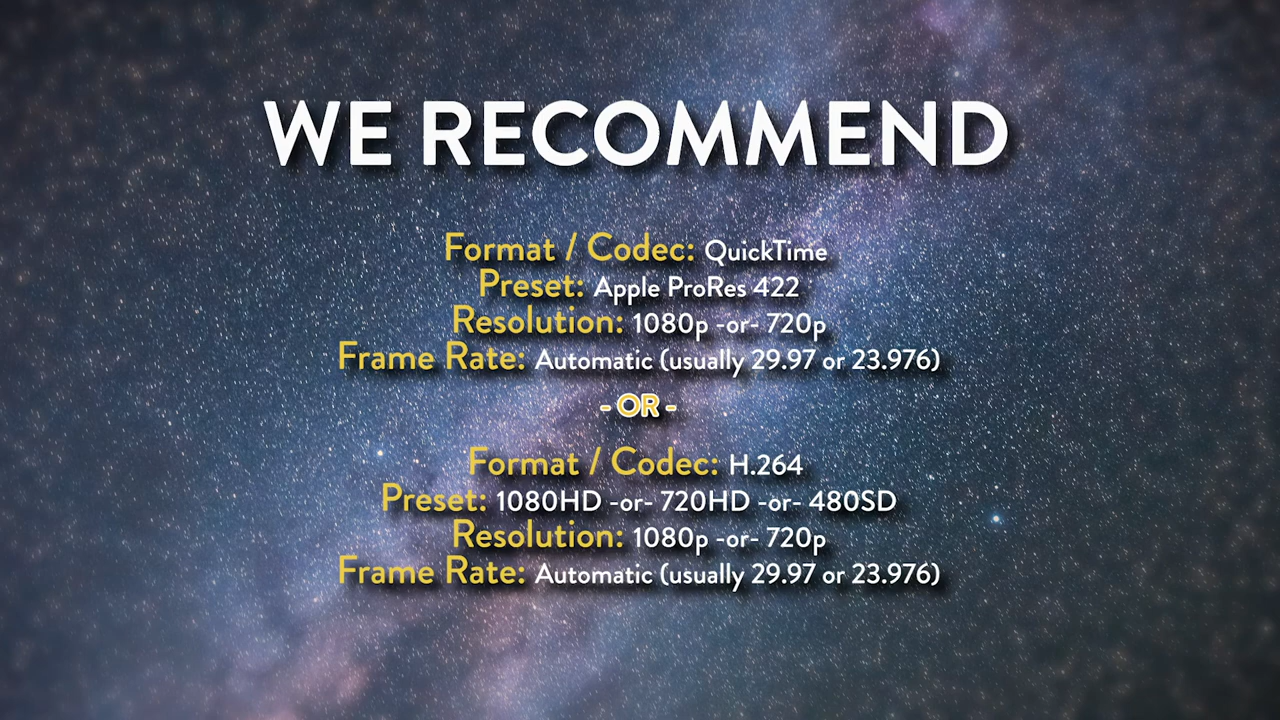 WE RECOMMEND
Format / Codec: QuickTime
Preset: Apple ProRes 422
Resolution: 1080p -or- 720p
Frame Rate: Automatic (usually 29.97 or 23.976)
- OR -
Format / Codec: H.264
Preset: 1080HD -or- 720HD -or- 480SD
Resolution: 1080p -or- 720p
Frame Rate: Automatic (usually 29.97 or 23.976)